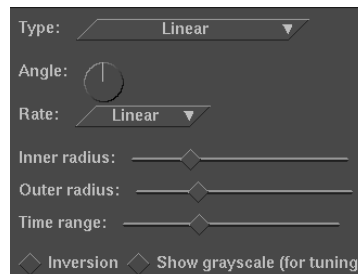 Type: Linear
Angle:
Rate: Linear
Inner radius:
Outer radius:
Time range:
Inversion Show grayscale (for tuning